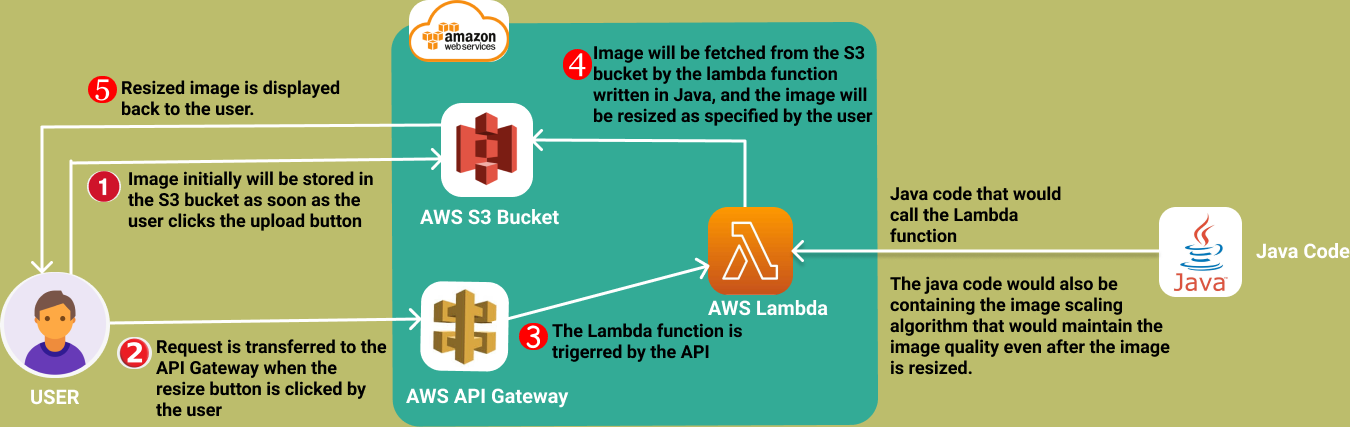 amazon
web services
5
Resized image is displayed
back to the user.
4
Image will be fetched from the S3
bucket by the lambda function
written in Java, and the image will
be resized as specified by the user
1
Image initially will be stored in
the S3 bucket as soon as the
user clicks the upload button
AWS S3 Bucket
Java code that would
call the Lambda
function
Java Code
Java
The java code would also be
containing the image scaling
algorithm that would maintain the
image quality even after the image
is resized.
AWS Lambda
3
The Lambda function is
trigerred by the API
2
Request is transferred to the
API Gateway when the
resize button is clicked by
the user
USER
AWS API Gateway